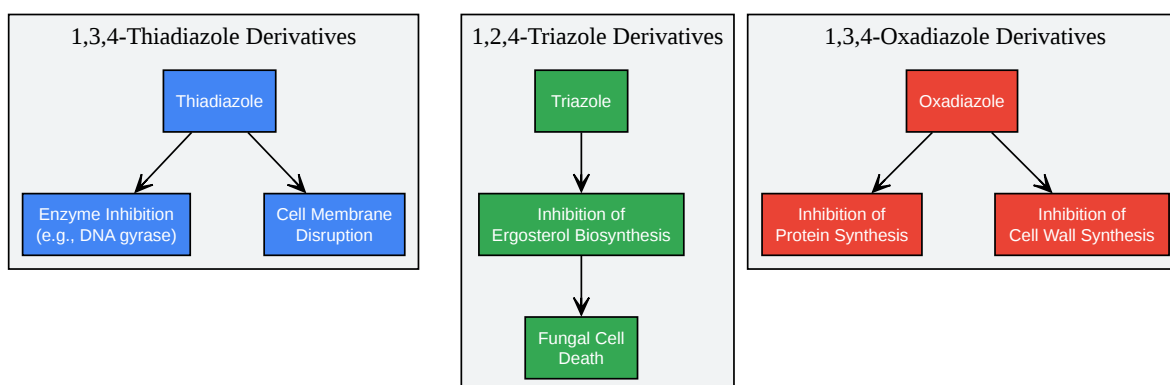 1,3,4-Thiadiazole Derivatives
Thiadiazole
Enzyme Inhibition
(e.g., DNA gyrase)
Cell Membrane
Disruption
1,2,4-Triazole Derivatives
Triazole
Inhibition of
Ergosterol Biosynthesis
Fungal Cell
Death
1,3,4-Oxadiazole Derivatives
Oxadiazole
Inhibition of
Protein Synthesis
Inhibition of
Cell Wall Synthesis